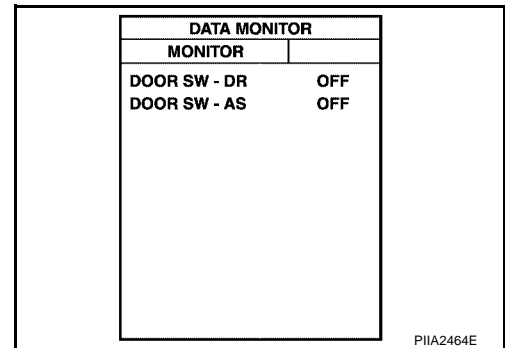 DATA MONITOR
MONITOR
DOOR SW - DR OFF
DOOR SW - AS OFF
PIIA2464E